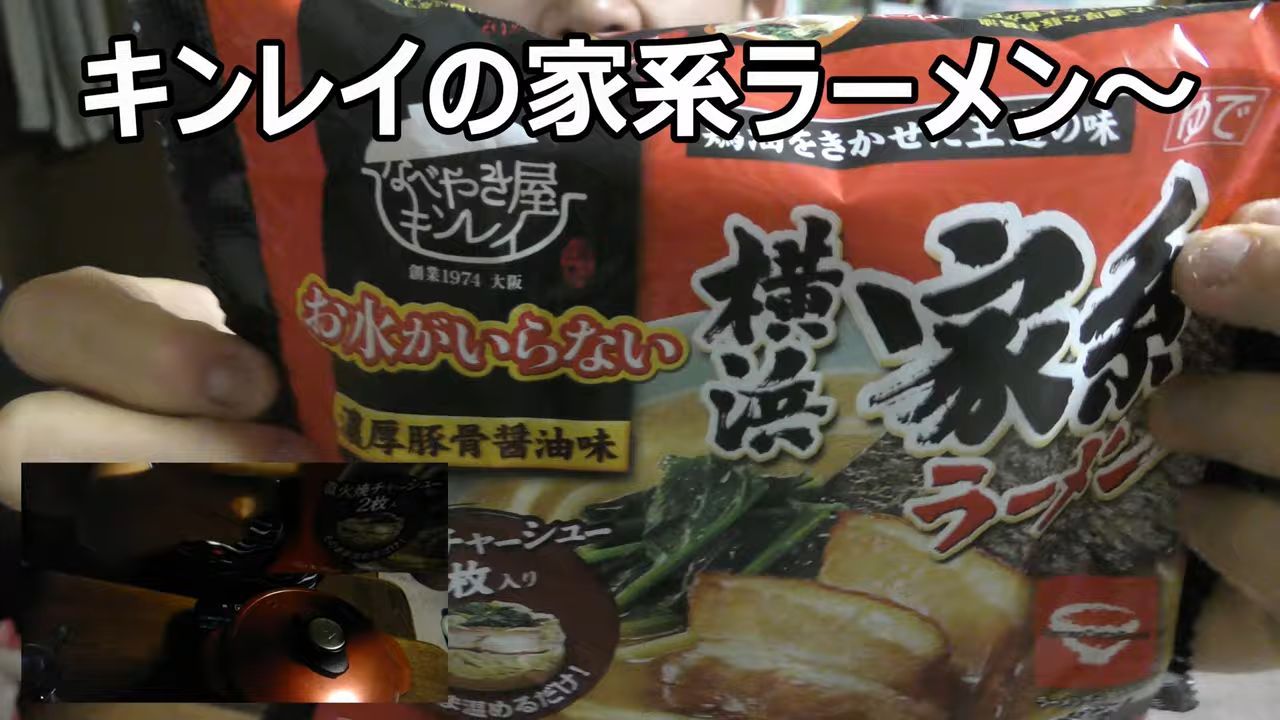 キンレイの家系ラーメン～
鶏油をきかせた王道の味
ゆで
なべやき屋
キンレイ
創業1974 大阪
お水がいらない
濃厚豚骨醤油味
横浜
家系
ラーメン
直火焼チャーシュー
2枚入
チャーシュー
枚入り
温めるだけ!